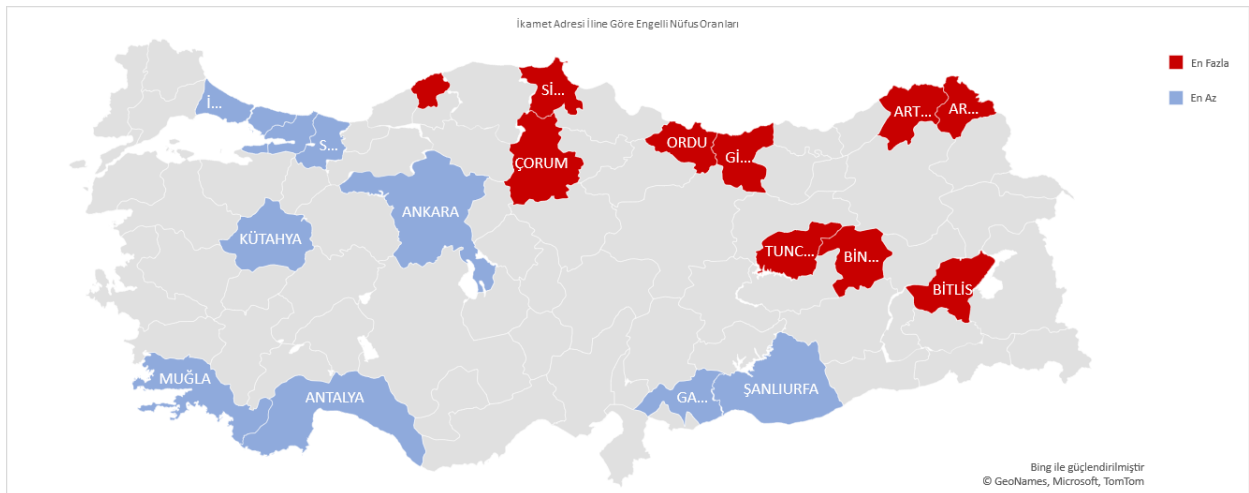 İkamet Adresi İline Göre Engelli Nüfus Oranları
En Fazla
En Az
İ...
Sİ...
ART...
AR...
S...
ORDU
Gİ...
ÇORUM
ANKARA
KÜTAHYA
TUNC...
BİN...
BİTLİS
MUĞLA
ANTALYA
GA...
ŞANLIURFA
Bing ile güçlendirilmiştir
© GeoNames, Microsoft, TomTom